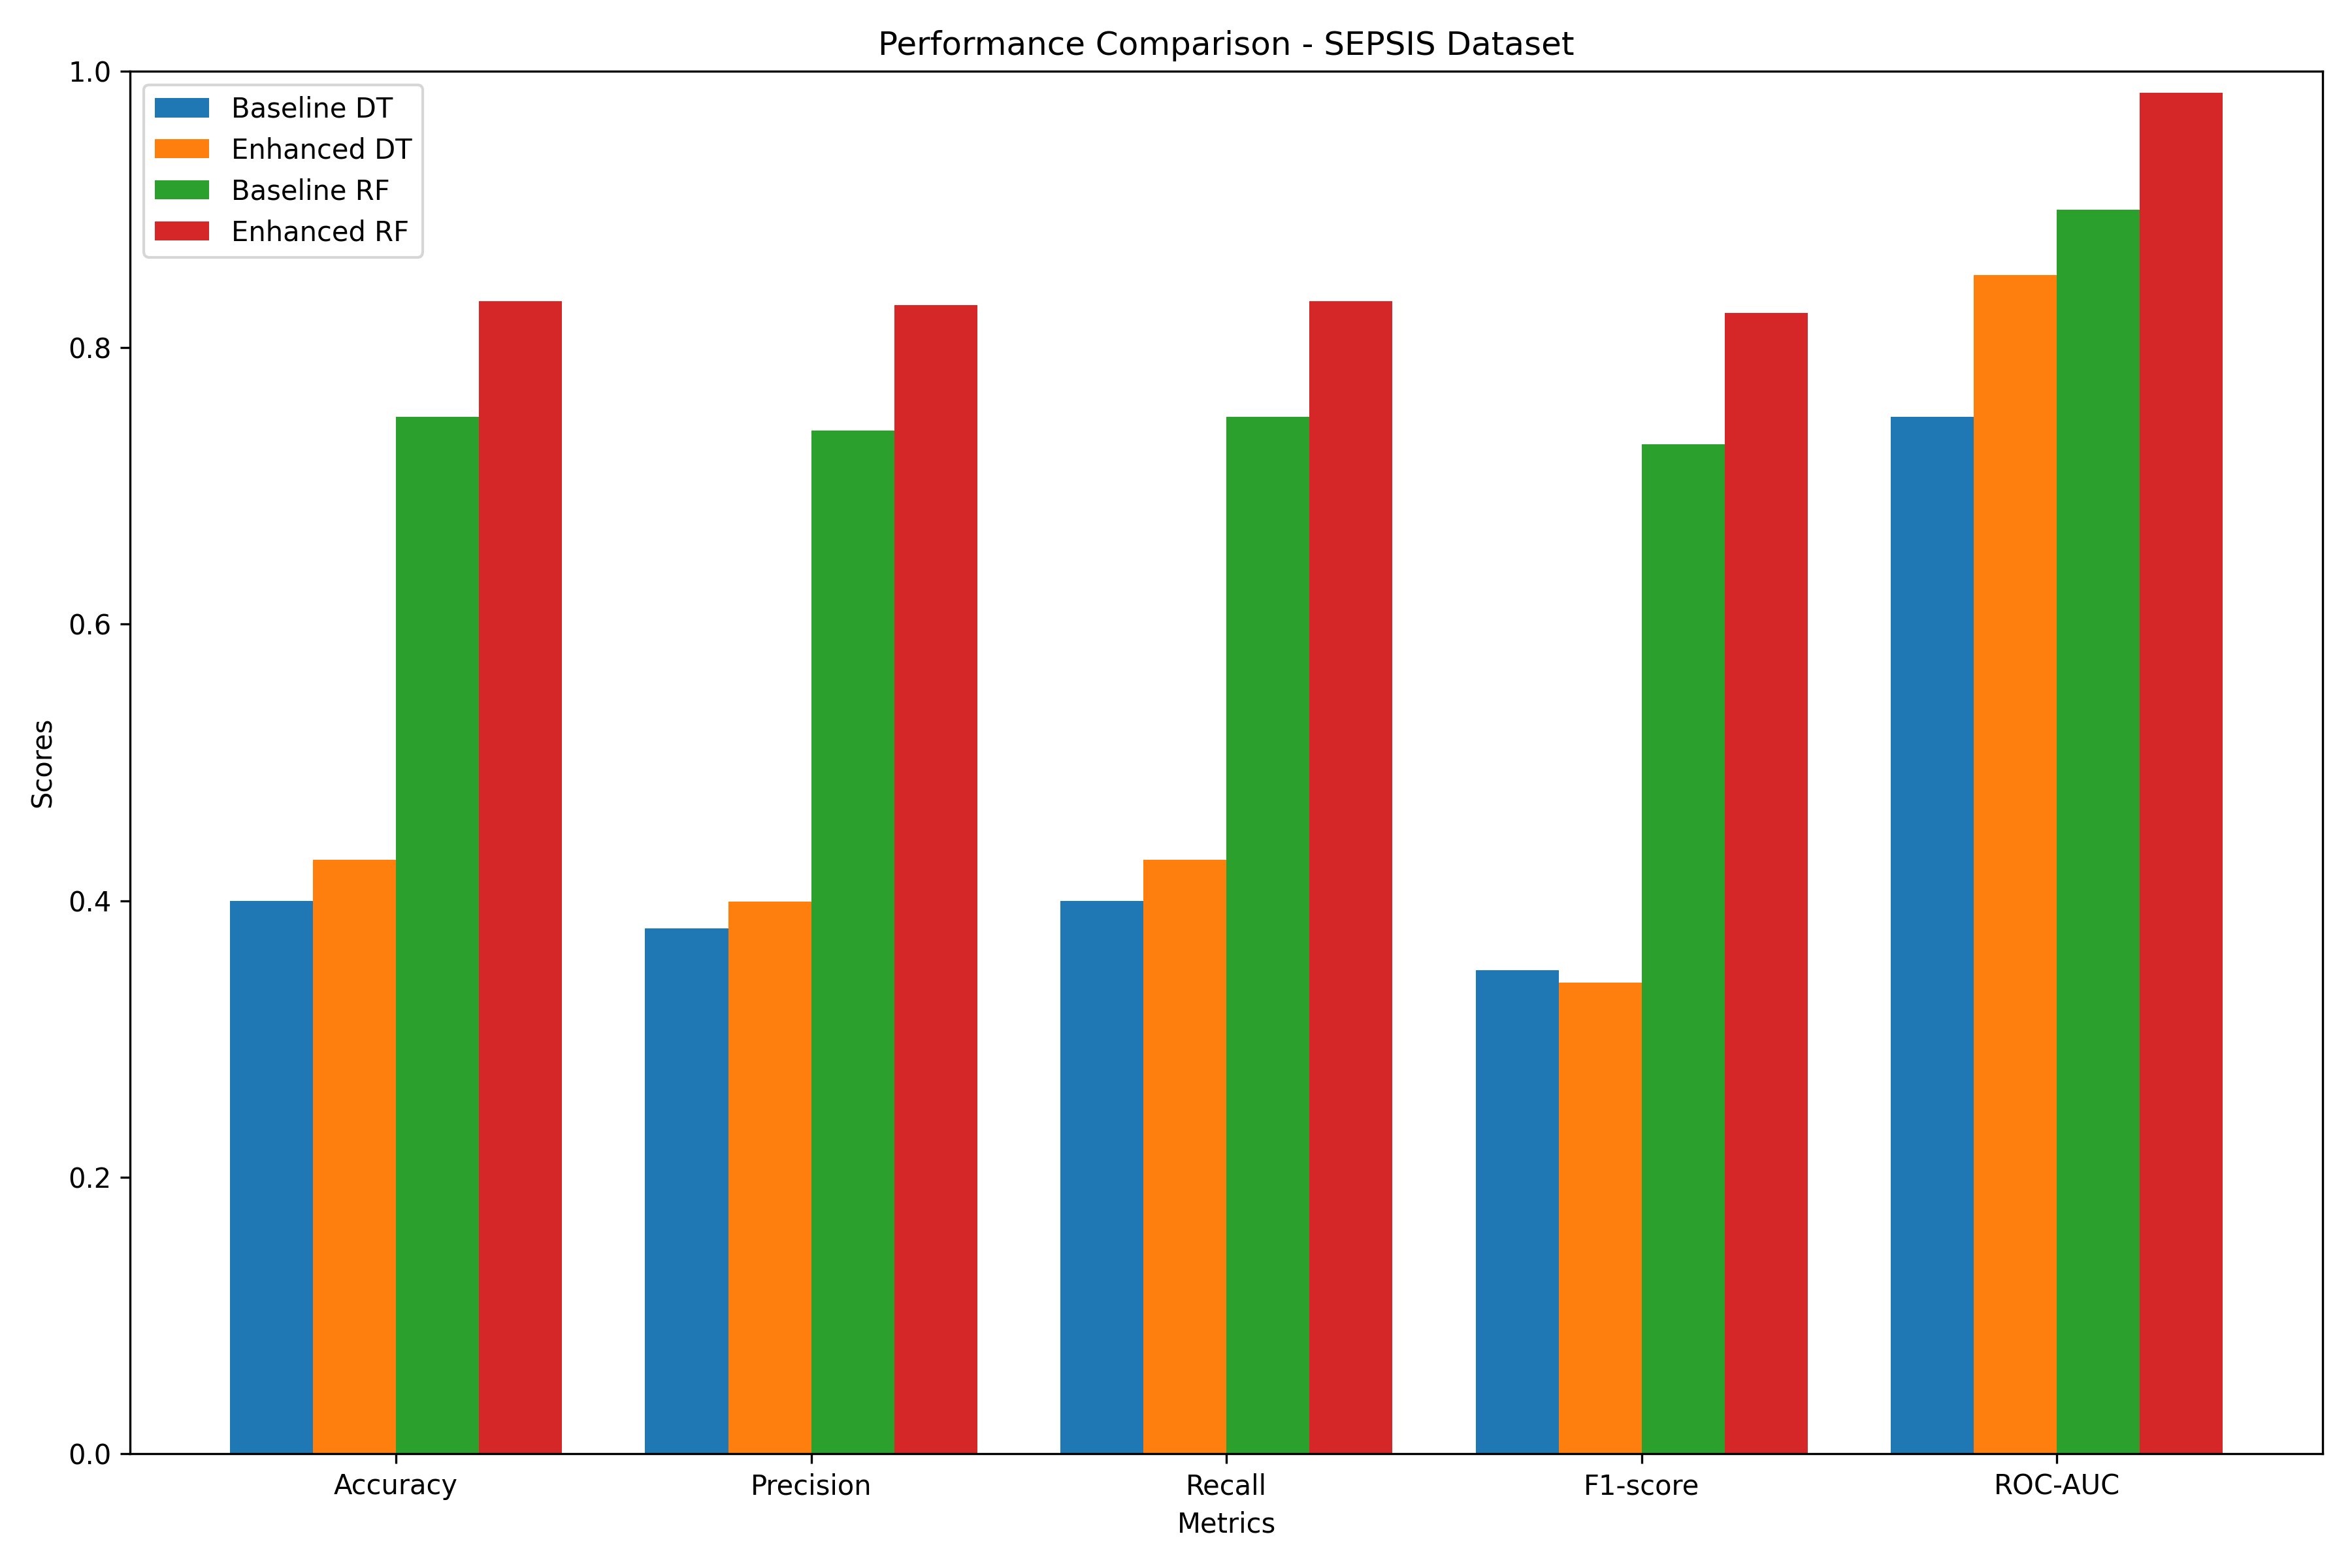 Performance Comparison - SEPSIS Dataset
1.0
0.8
0.6
0.4
0.2
0.0
Scores
Baseline DT
Enhanced DT
Baseline RF
Enhanced RF
Accuracy
Precision
Recall
F1-score
ROC-AUC
Metrics